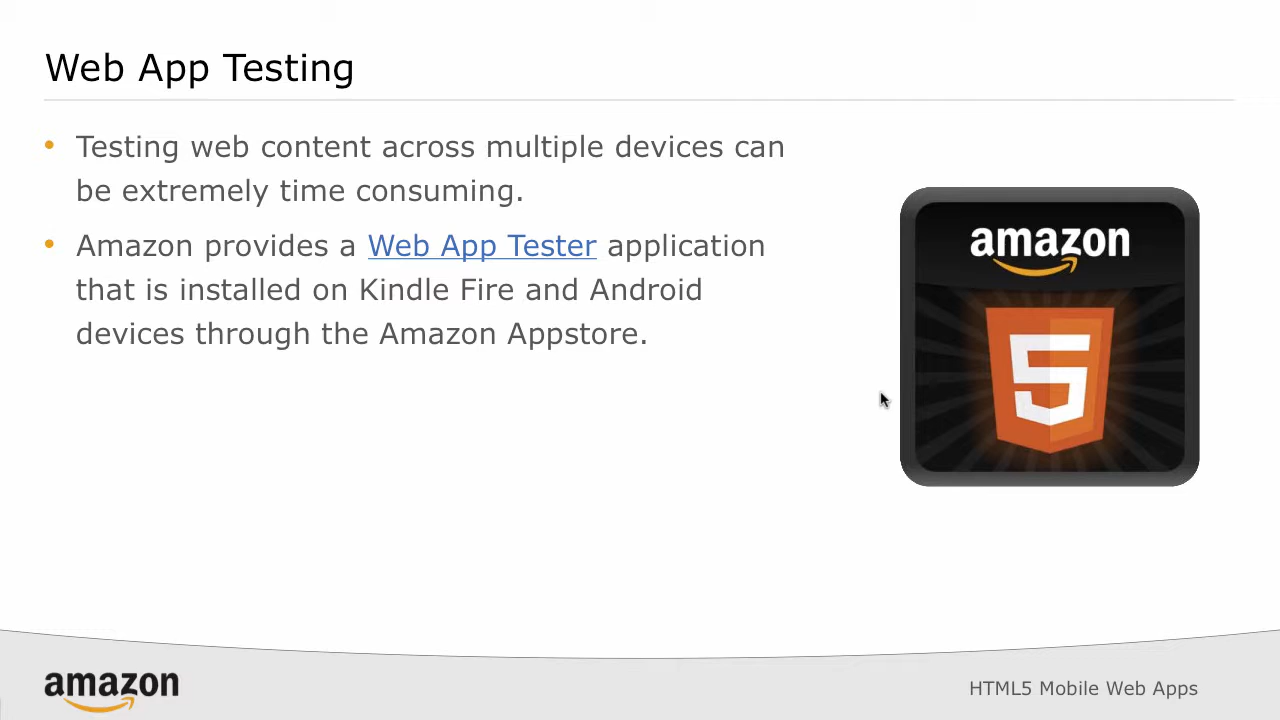 Web App Testing
• Testing web content across multiple devices can
be extremely time consuming.
• Amazon provides a Web App Tester application
that is installed on Kindle Fire and Android
devices through the Amazon Appstore.
amazon
5
amazon
HTML5 Mobile Web Apps